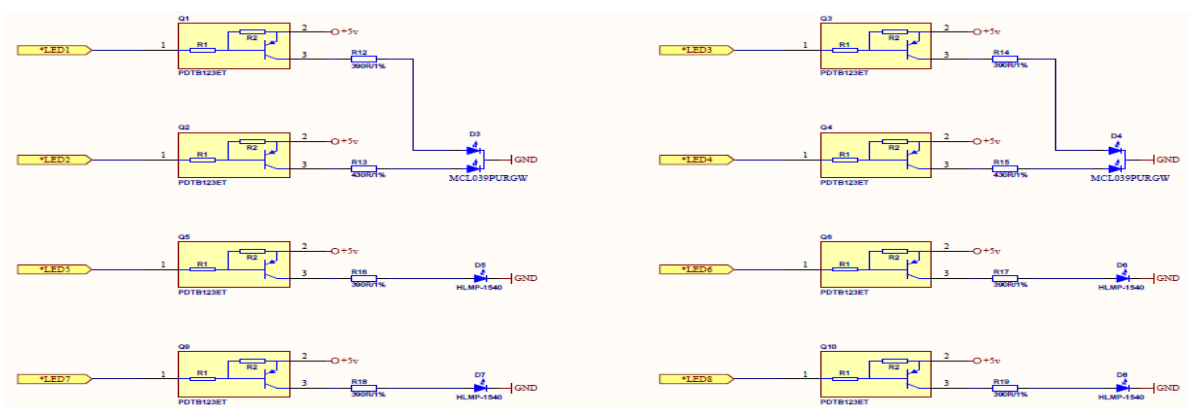 Q1
*LED1
1
R1
R2
2
+5v
3
R12
390R/1%
PDTB123ET
Q2
*LED2
1
R1
R2
2
+5v
3
R13
430R/1%
PDTB123ET
D3
GND
MCL039PURGW
Q5
*LED5
1
R1
R2
2
+5v
3
R16
390R/1%
PDTB123ET
D5
GND
HLMP-1540
Q9
*LED7
1
R1
R2
2
+5v
3
R18
390R/1%
PDTB123ET
D7
GND
HLMP-1540
Q3
*LED3
1
R1
R2
2
+5v
3
R14
390R/1%
PDTB123ET
Q4
*LED4
1
R1
R2
2
+5v
3
R15
430R/1%
PDTB123ET
D4
GND
MCL039PURGW
Q6
*LED6
1
R1
R2
2
+5v
3
R17
390R/1%
PDTB123ET
D6
GND
HLMP-1540
Q10
*LED8
1
R1
R2
2
+5v
3
R19
390R/1%
PDTB123ET
D8
GND
HLMP-1540